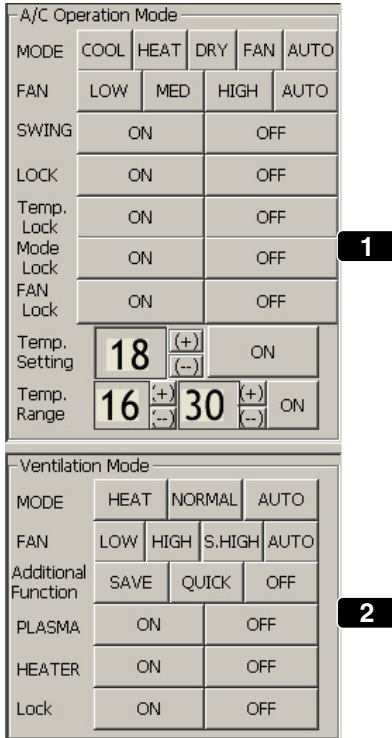 A/C Operation Mode
MODE COOL HEAT DRY FAN AUTO
FAN LOW MED HIGH AUTO
SWING ON OFF
LOCK ON OFF
Temp. Lock ON OFF
Mode Lock ON OFF
FAN Lock ON OFF
Temp. Setting 18 (+) (--) ON
Temp. Range 16 (+) (--) 30 (+) (--) ON
1
Ventilation Mode
MODE HEAT NORMAL AUTO
FAN LOW HIGH S.HIGH AUTO
Additional Function SAVE QUICK OFF
PLASMA ON OFF
HEATER ON OFF
Lock ON OFF
2